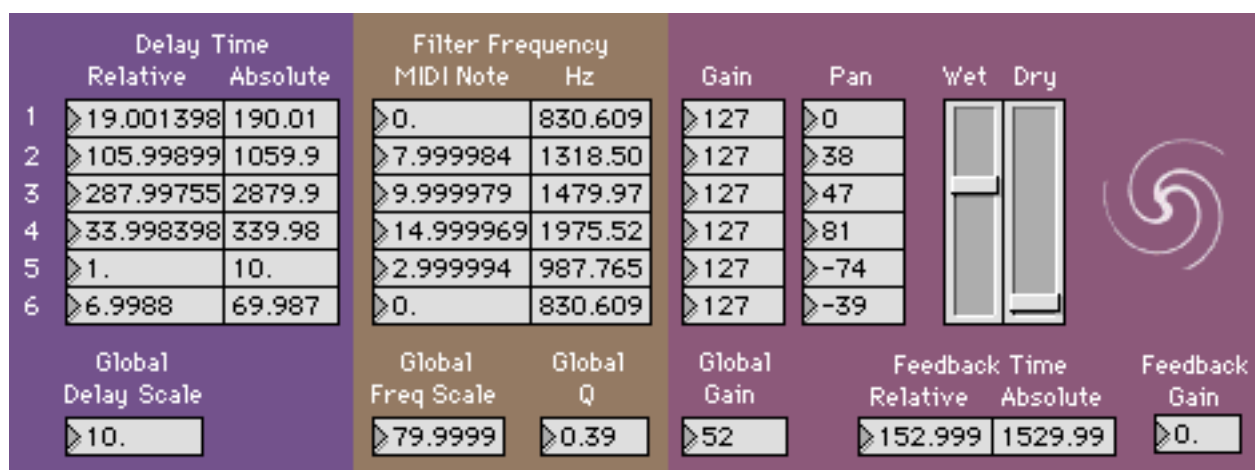 Delay Time Filter Frequency
Relative Absolute MIDI Note Hz Gain Pan Wet Dry
1 19.001398 190.01 0. 830.609 127 0
2 105.99899 1059.9 7.999984 1318.50 127 38
3 287.99755 2879.9 9.999979 1479.97 127 47
4 33.998398 339.98 14.999969 1975.52 127 81
5 1. 10. 2.999994 987.765 127 -74
6 6.9988 69.987 0. 830.609 127 -39
Global Global Global Global Feedback Time Feedback
Delay Scale Freq Scale Q Gain Relative Absolute Gain
10. 79.9999 0.39 52 152.999 1529.99 0.